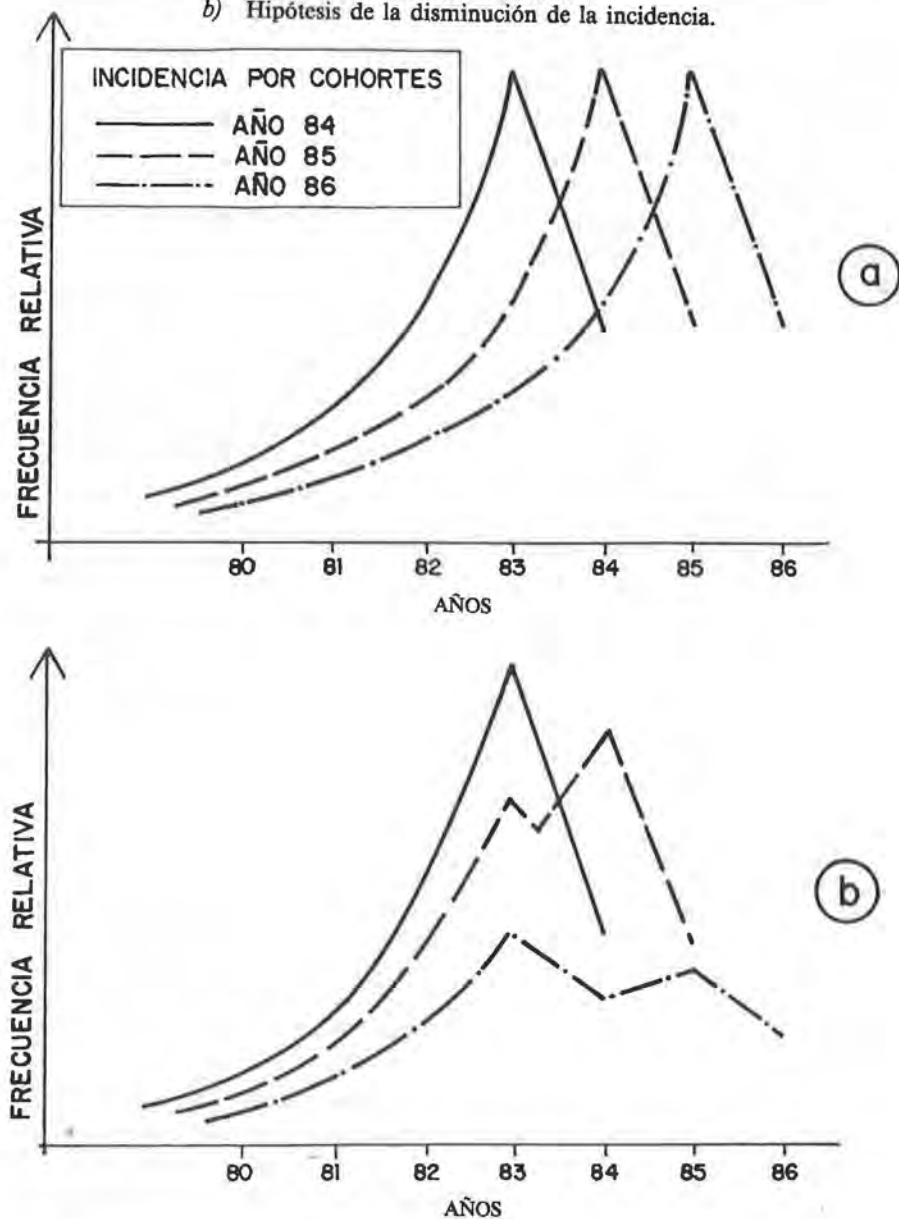 b) Hipótesis de la disminución de la incidencia.
INCIDENCIA POR COHORTES
AÑO 84
AÑO 85
AÑO 86
FRECUENCIA RELATIVA
a
80 81 82 83 84 85 86
AÑOS
FRECUENCIA RELATIVA
b
80 81 82 83 84 85 86
AÑOS